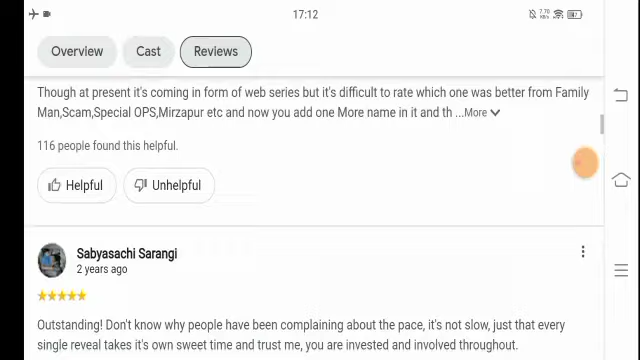 17:12
7.70 KB/s
Overview Cast Reviews
Though at present it's coming in form of web series but it's difficult to rate which one was better from Family
Man,Scam,Special OPS,Mirzapur etc and now you add one More name in it and th ...More
116 people found this helpful.
Helpful Unhelpful
Sabyasachi Sarangi
2 years ago
Outstanding! Don't know why people have been complaining about the pace, it's not slow, just that every
single reveal takes it's own sweet time and trust me, you are invested and involved throughout.